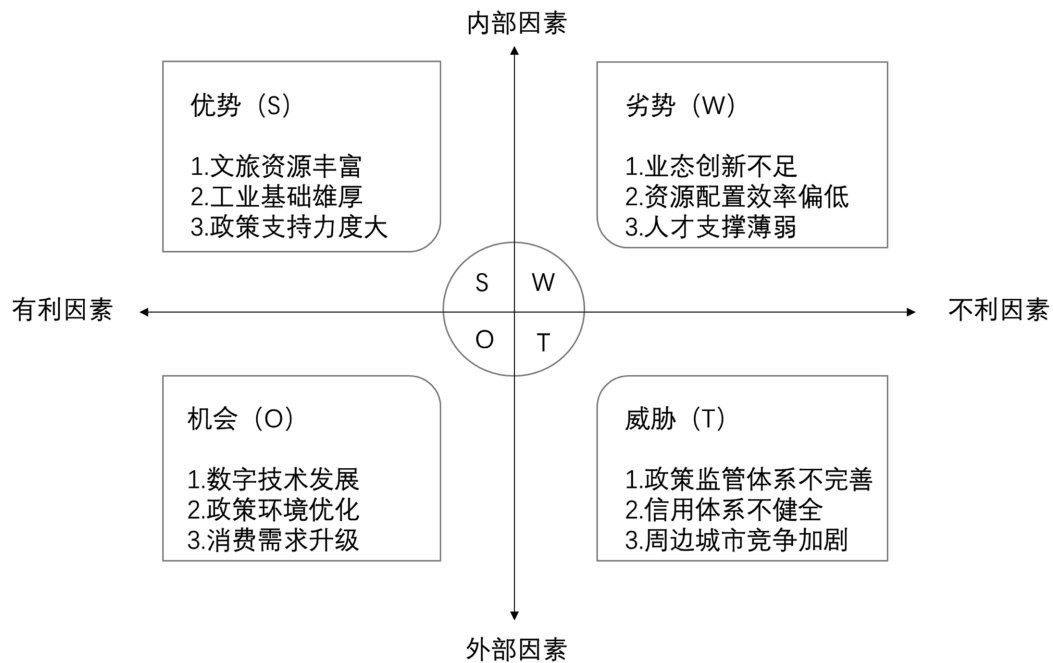 内部因素
优势（S）
1.文旅资源丰富
2.工业基础雄厚
3.政策支持力度大
劣势（W）
1.业态创新不足
2.资源配置效率偏低
3.人才支撑薄弱
S W
有利因素
不利因素
O T
机会（O）
1.数字技术发展
2.政策环境优化
3.消费需求升级
威胁（T）
1.政策监管体系不完善
2.信用体系不健全
3.周边城市竞争加剧
外部因素